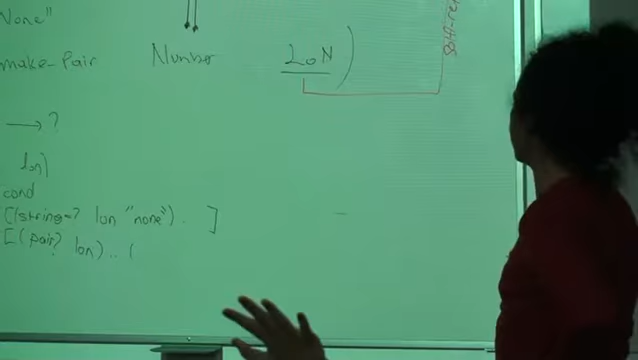 None"
make-Pair Number LoN )
→ ?
lon)
cond
[(string=? lon "none") . ]
[(pair? lon) .. (